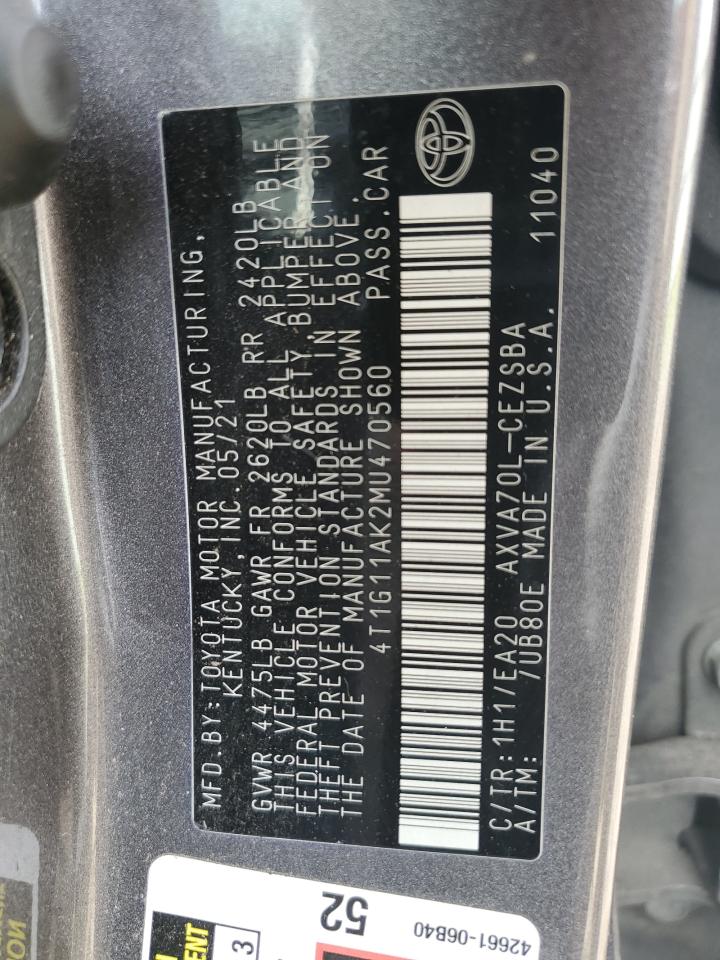 MFD.BY:TOYOTA MOTOR MANUFACTURING,
KENTUCKY,INC.05/21
GVWR 4475LB GAWR FR 2620LB RR 2420LB
THIS VEHICLE CONFORMS TO ALL APPLICABLE
FEDERAL MOTOR VEHICLE SAFETY, BUMPER AND
THEFT PREVENTION STANDARDS IN EFFECT ON
THE DATE OF MANUFACTURE SHOWN ABOVE.
4T1G11AK2MU470560 PASS.CAR
C/TR:1H1/EA20 AXVA70L-CEZSBA 11040
A/TM: /UB80E MADE IN U.S.A.
52
42661-06B40
3